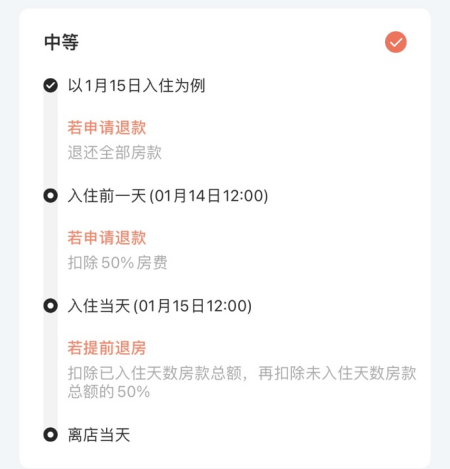 中等
以1月15日入住为例
若申请退款
退还全部房款
入住前一天(01月14日12:00)
若申请退款
扣除50%房费
入住当天(01月15日12:00)
若提前退房
扣除已入住天数房款总额，再扣除未入住天数房款
总额的50%
离店当天